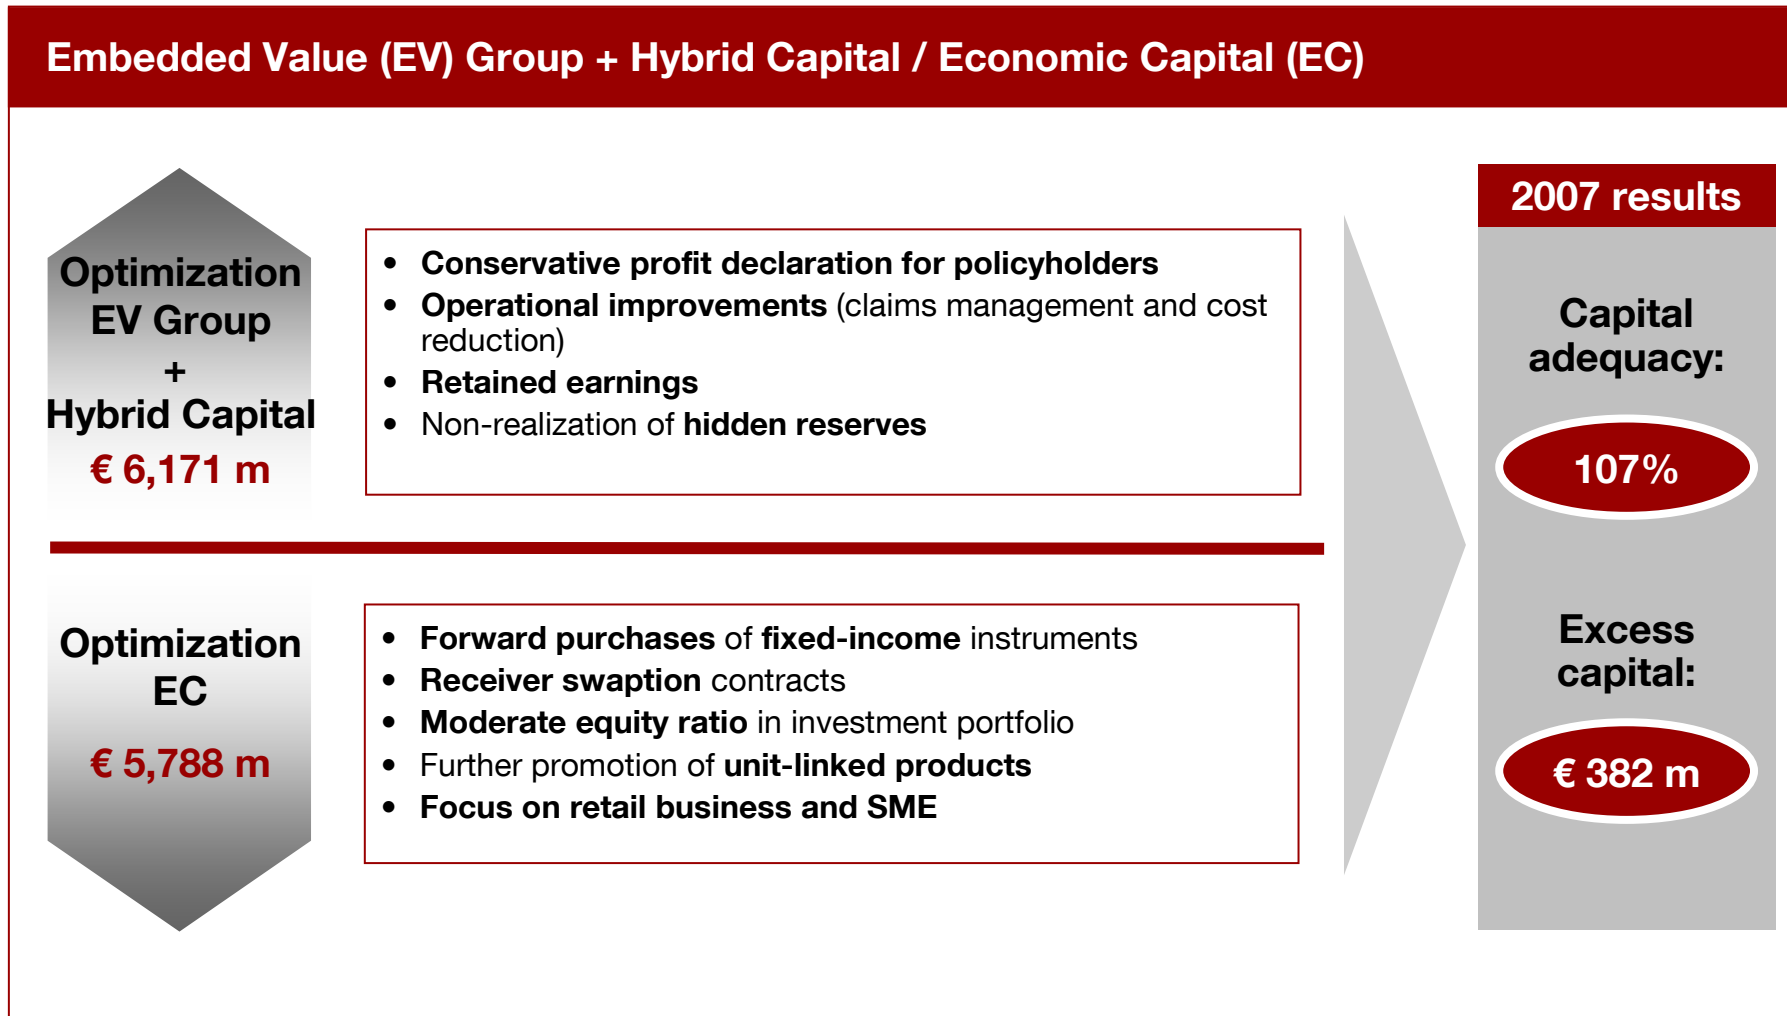 Embedded Value (EV) Group + Hybrid Capital / Economic Capital (EC)
Optimization
EV Group
+
Hybrid Capital
€ 6,171 m
• Conservative profit declaration for policyholders
• Operational improvements (claims management and cost
reduction)
• Retained earnings
• Non-realization of hidden reserves
Optimization
EC
€ 5,788 m
• Forward purchases of fixed-income instruments
• Receiver swaption contracts
• Moderate equity ratio in investment portfolio
• Further promotion of unit-linked products
• Focus on retail business and SME
2007 results
Capital
adequacy:
107%
Excess
capital:
€ 382 m